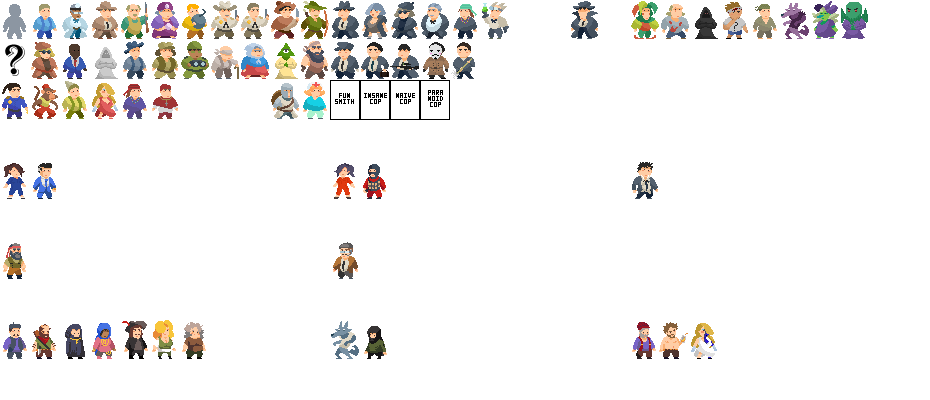 ?
FUN
SMITH
INSANE
COP
NAIVE
COP
PARA
NOID
COP